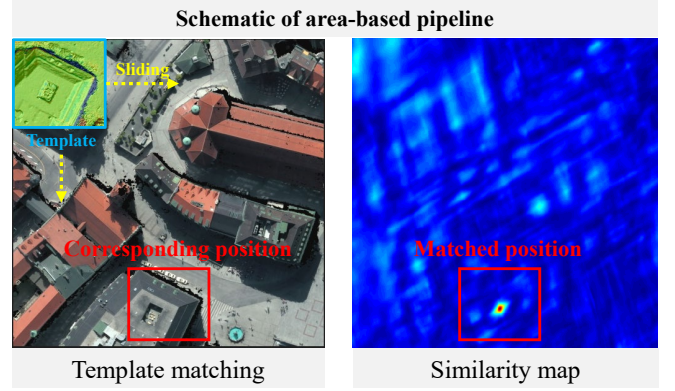 Schematic of area-based pipeline
Sliding
Template
Corresponding position
Matched position
Template matching
Similarity map